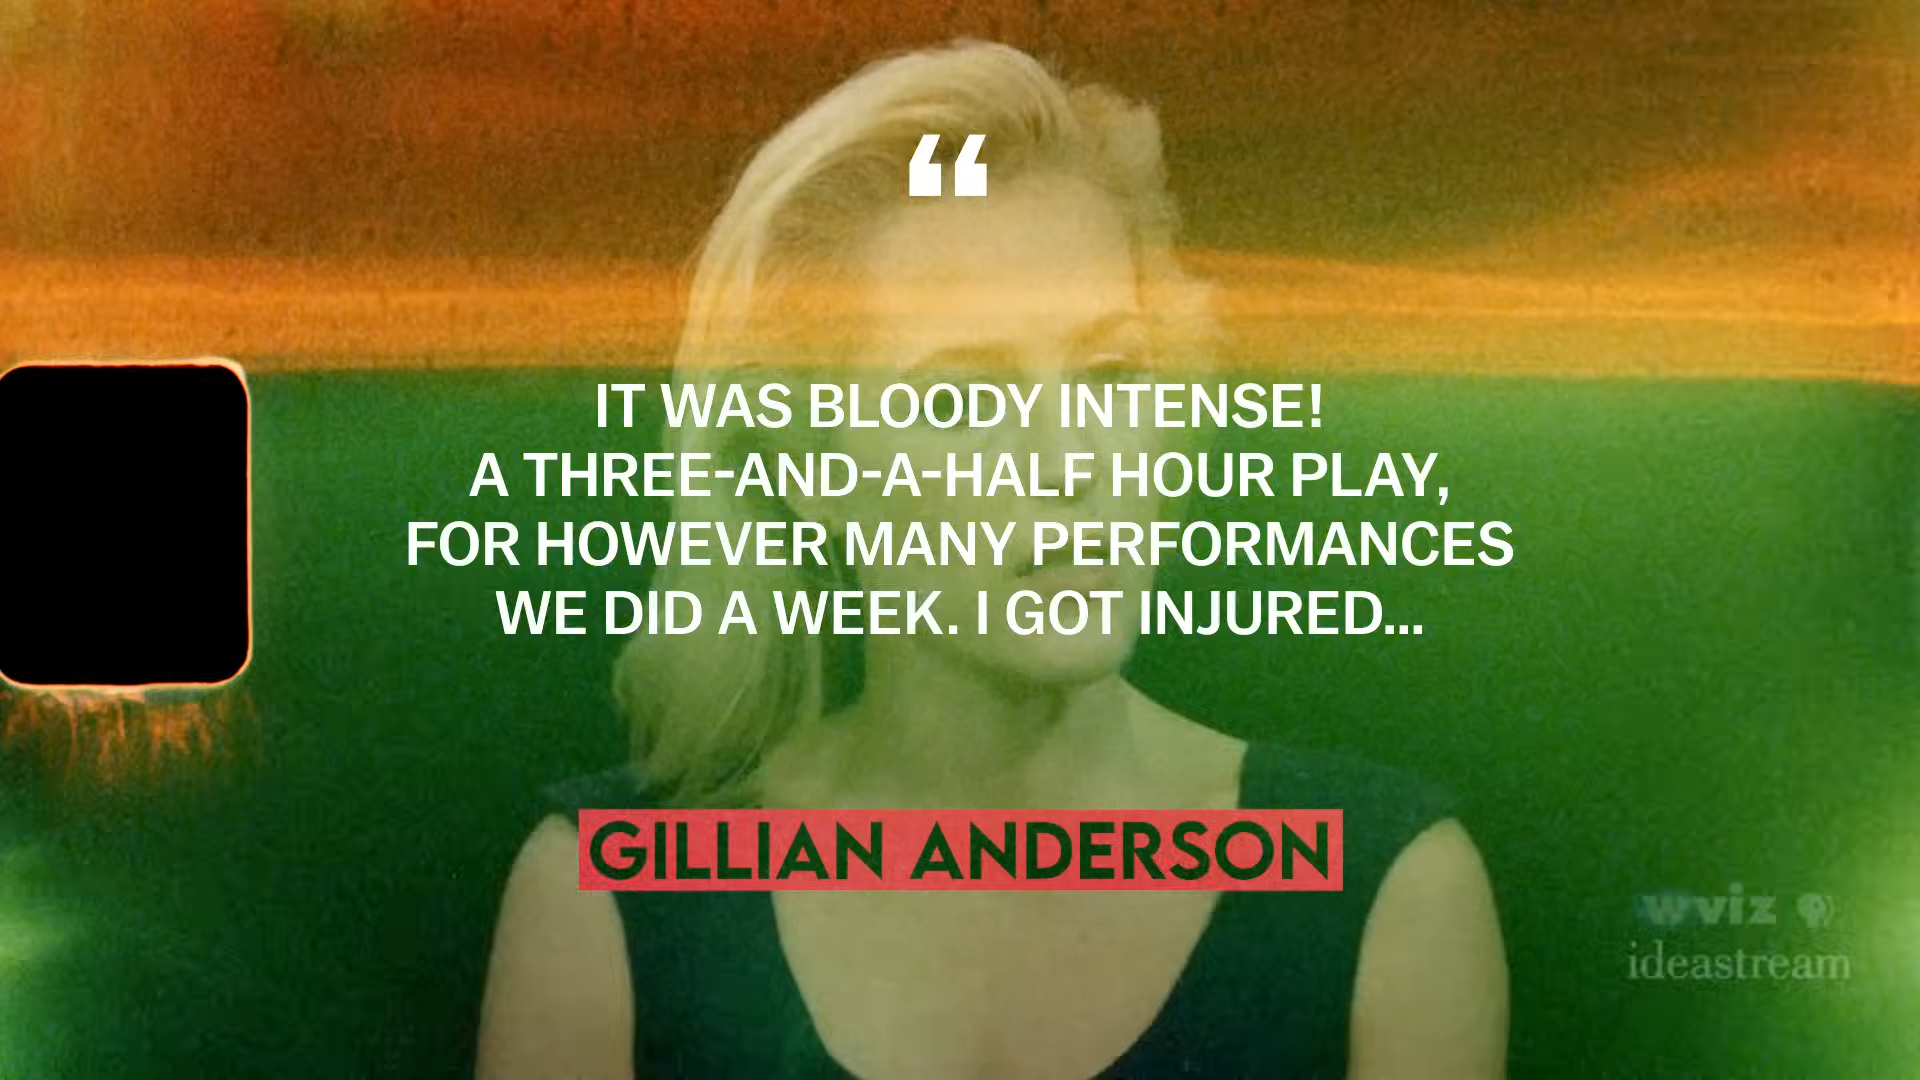 “
IT WAS BLOODY INTENSE!
A THREE-AND-A-HALF HOUR PLAY,
FOR HOWEVER MANY PERFORMANCES
WE DID A WEEK. I GOT INJURED...
GILLIAN ANDERSON
wviz
ideastream